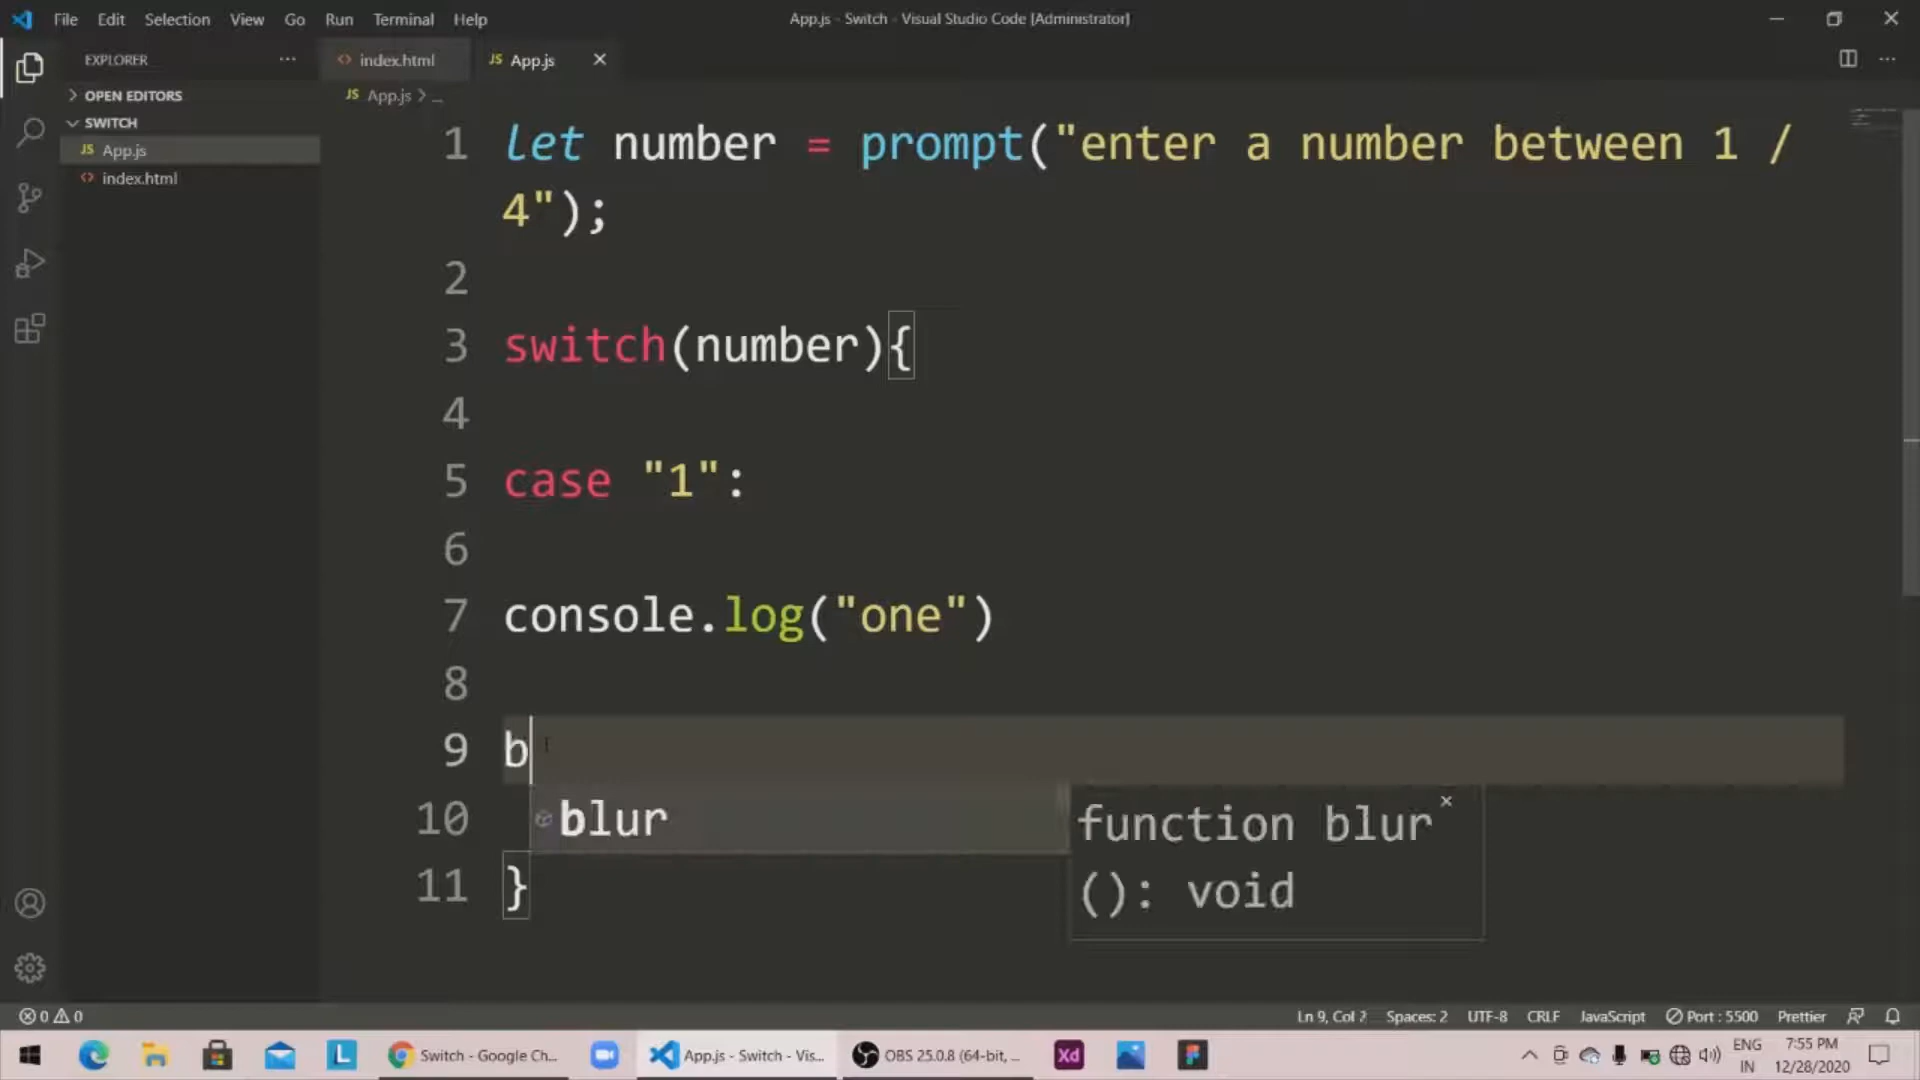 File Edit Selection View Go Run Terminal Help
App.js - Switch - Visual Studio Code [Administrator]
EXPLORER ...
OPEN EDITORS
SWITCH
JS App.js
<> index.html
<> index.html
JS App.js
JS App.js > ...
1 let number = prompt("enter a number between 1 /
4");
2
3 switch(number){
4
5 case "1":
6
7 console.log("one")
8
9 b
10
11 }
blur
function blur
(): void
0 0
Ln 9, Col 2 Spaces: 2 UTF-8 CRLF JavaScript Port : 5500 Prettier
L
Switch - Google Ch...
App.js - Switch - Vis...
OBS 25.0.8 (64-bit, ...
Xd
ENG
IN
7:55 PM
12/28/2020